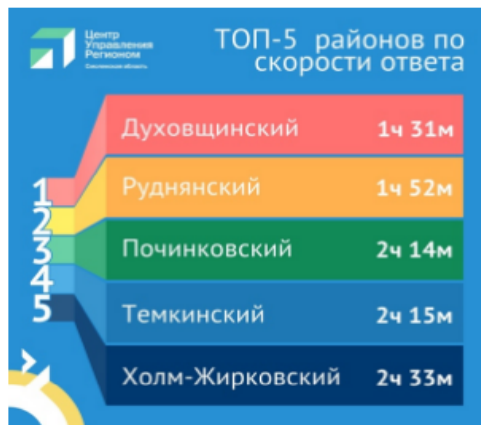 Центр
Управления
Регионом
Смоленская область
ТОП-5 районов по
скорости ответа
1 Духовщинский 1ч 31м
2 Руднянский 1ч 52м
3 Починковский 2ч 14м
4 Темкинский 2ч 15м
5 Холм-Жирковский 2ч 33м